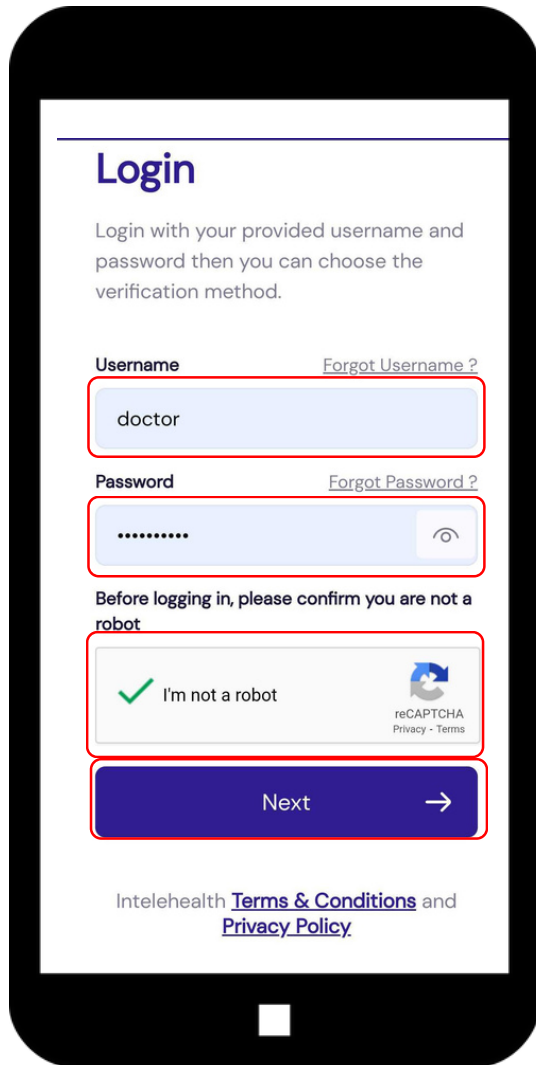 Login
Login with your provided username and
password then you can choose the
verification method.
Username Forgot Username ?
doctor
Password Forgot Password ?
••••••••••
Before logging in, please confirm you are not a
robot
I'm not a robot
reCAPTCHA
Privacy - Terms
Next
Intelehealth Terms & Conditions and
Privacy Policy